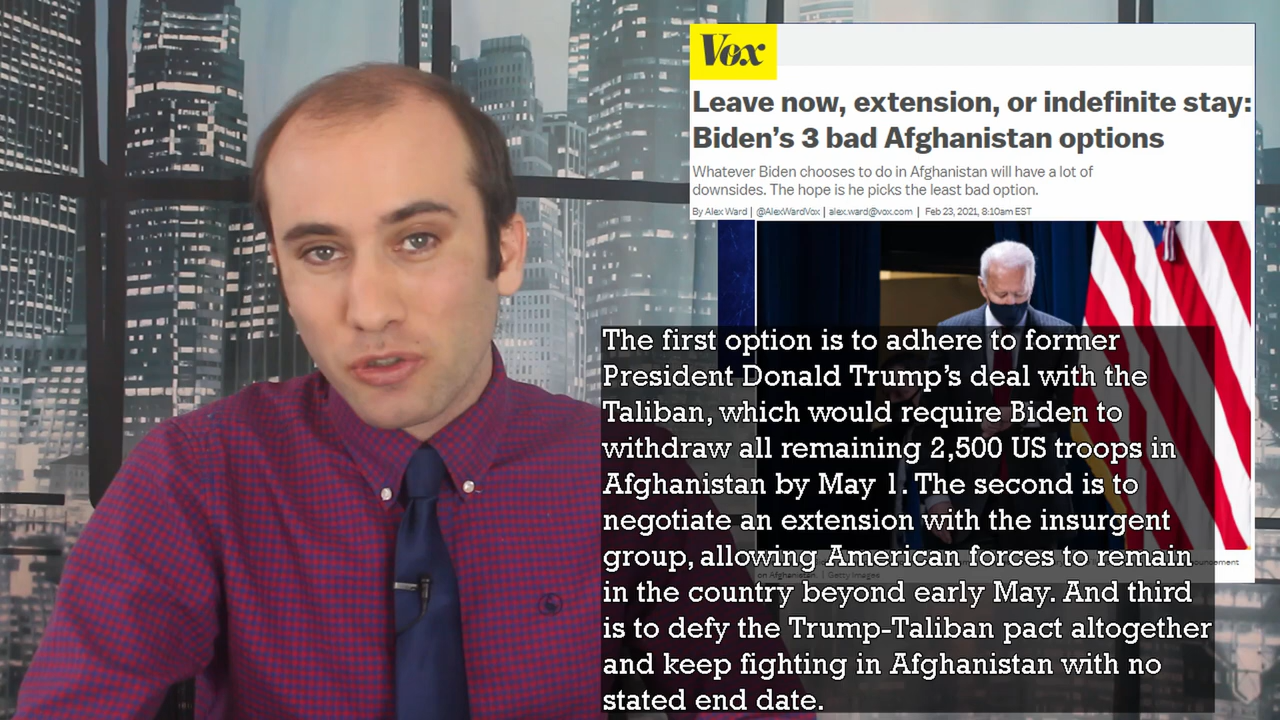 Vox
Leave now, extension, or indefinite stay:
Biden's 3 bad Afghanistan options
Whatever Biden chooses to do in Afghanistan will have a lot of
downsides. The hope is he picks the least bad option.
By Alex Ward | @AlexWardVox | alex.ward@vox.com | Feb 23, 2021, 8:10am EST
The first option is to adhere to former
President Donald Trump's deal with the
Taliban, which would require Biden to
withdraw all remaining 2,500 US troops in
Afghanistan by May 1. The second is to
negotiate an extension with the insurgent
group, allowing American forces to remain
in the country beyond early May. And third
is to defy the Trump-Taliban pact altogether
and keep fighting in Afghanistan with no
stated end date.
on Afghanistan. | Getty Images